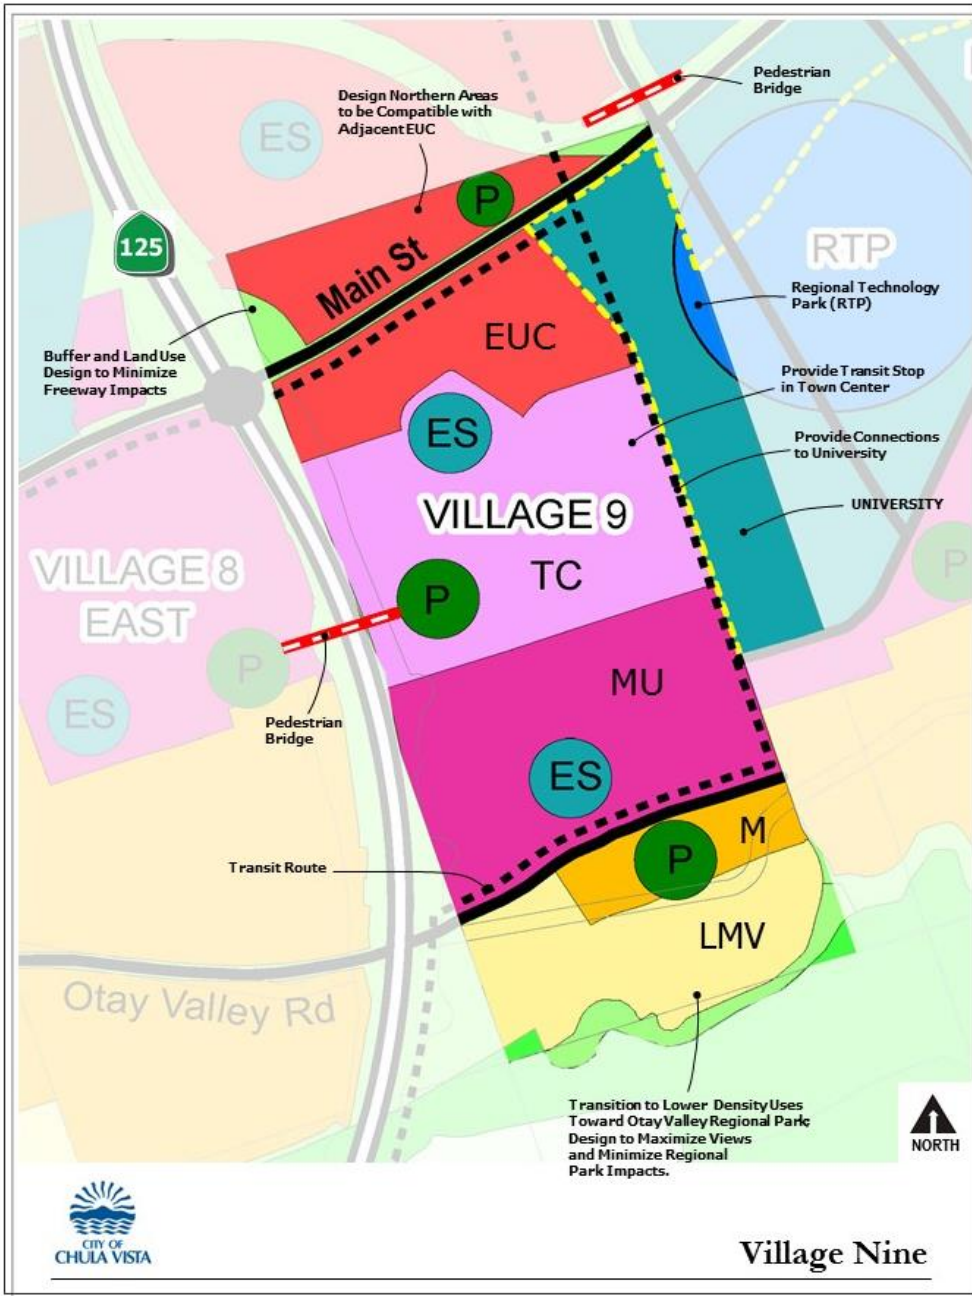 Pedestrian
Bridge
Design Northern Areas
to be Compatible with
Adjacent EUC
ES
P
125
Main St
RTP
Regional Technology
Park (RTP)
EUC
Buffer and Land Use
Design to Minimize
Freeway Impacts
Provide Transit Stop
in Town Center
ES
Provide Connections
to University
VILLAGE 9
UNIVERSITY
VILLAGE 8
EAST
TC
P
P
P
ES
MU
Pedestrian
Bridge
ES
M
P
Transit Route
LMV
Otay Valley Rd
Transition to Lower Density Uses
Toward Otay Valley Regional Park;
Design to Maximize Views
and Minimize Regional
Park Impacts.
NORTH
CITY OF
CHULA VISTA
Village Nine